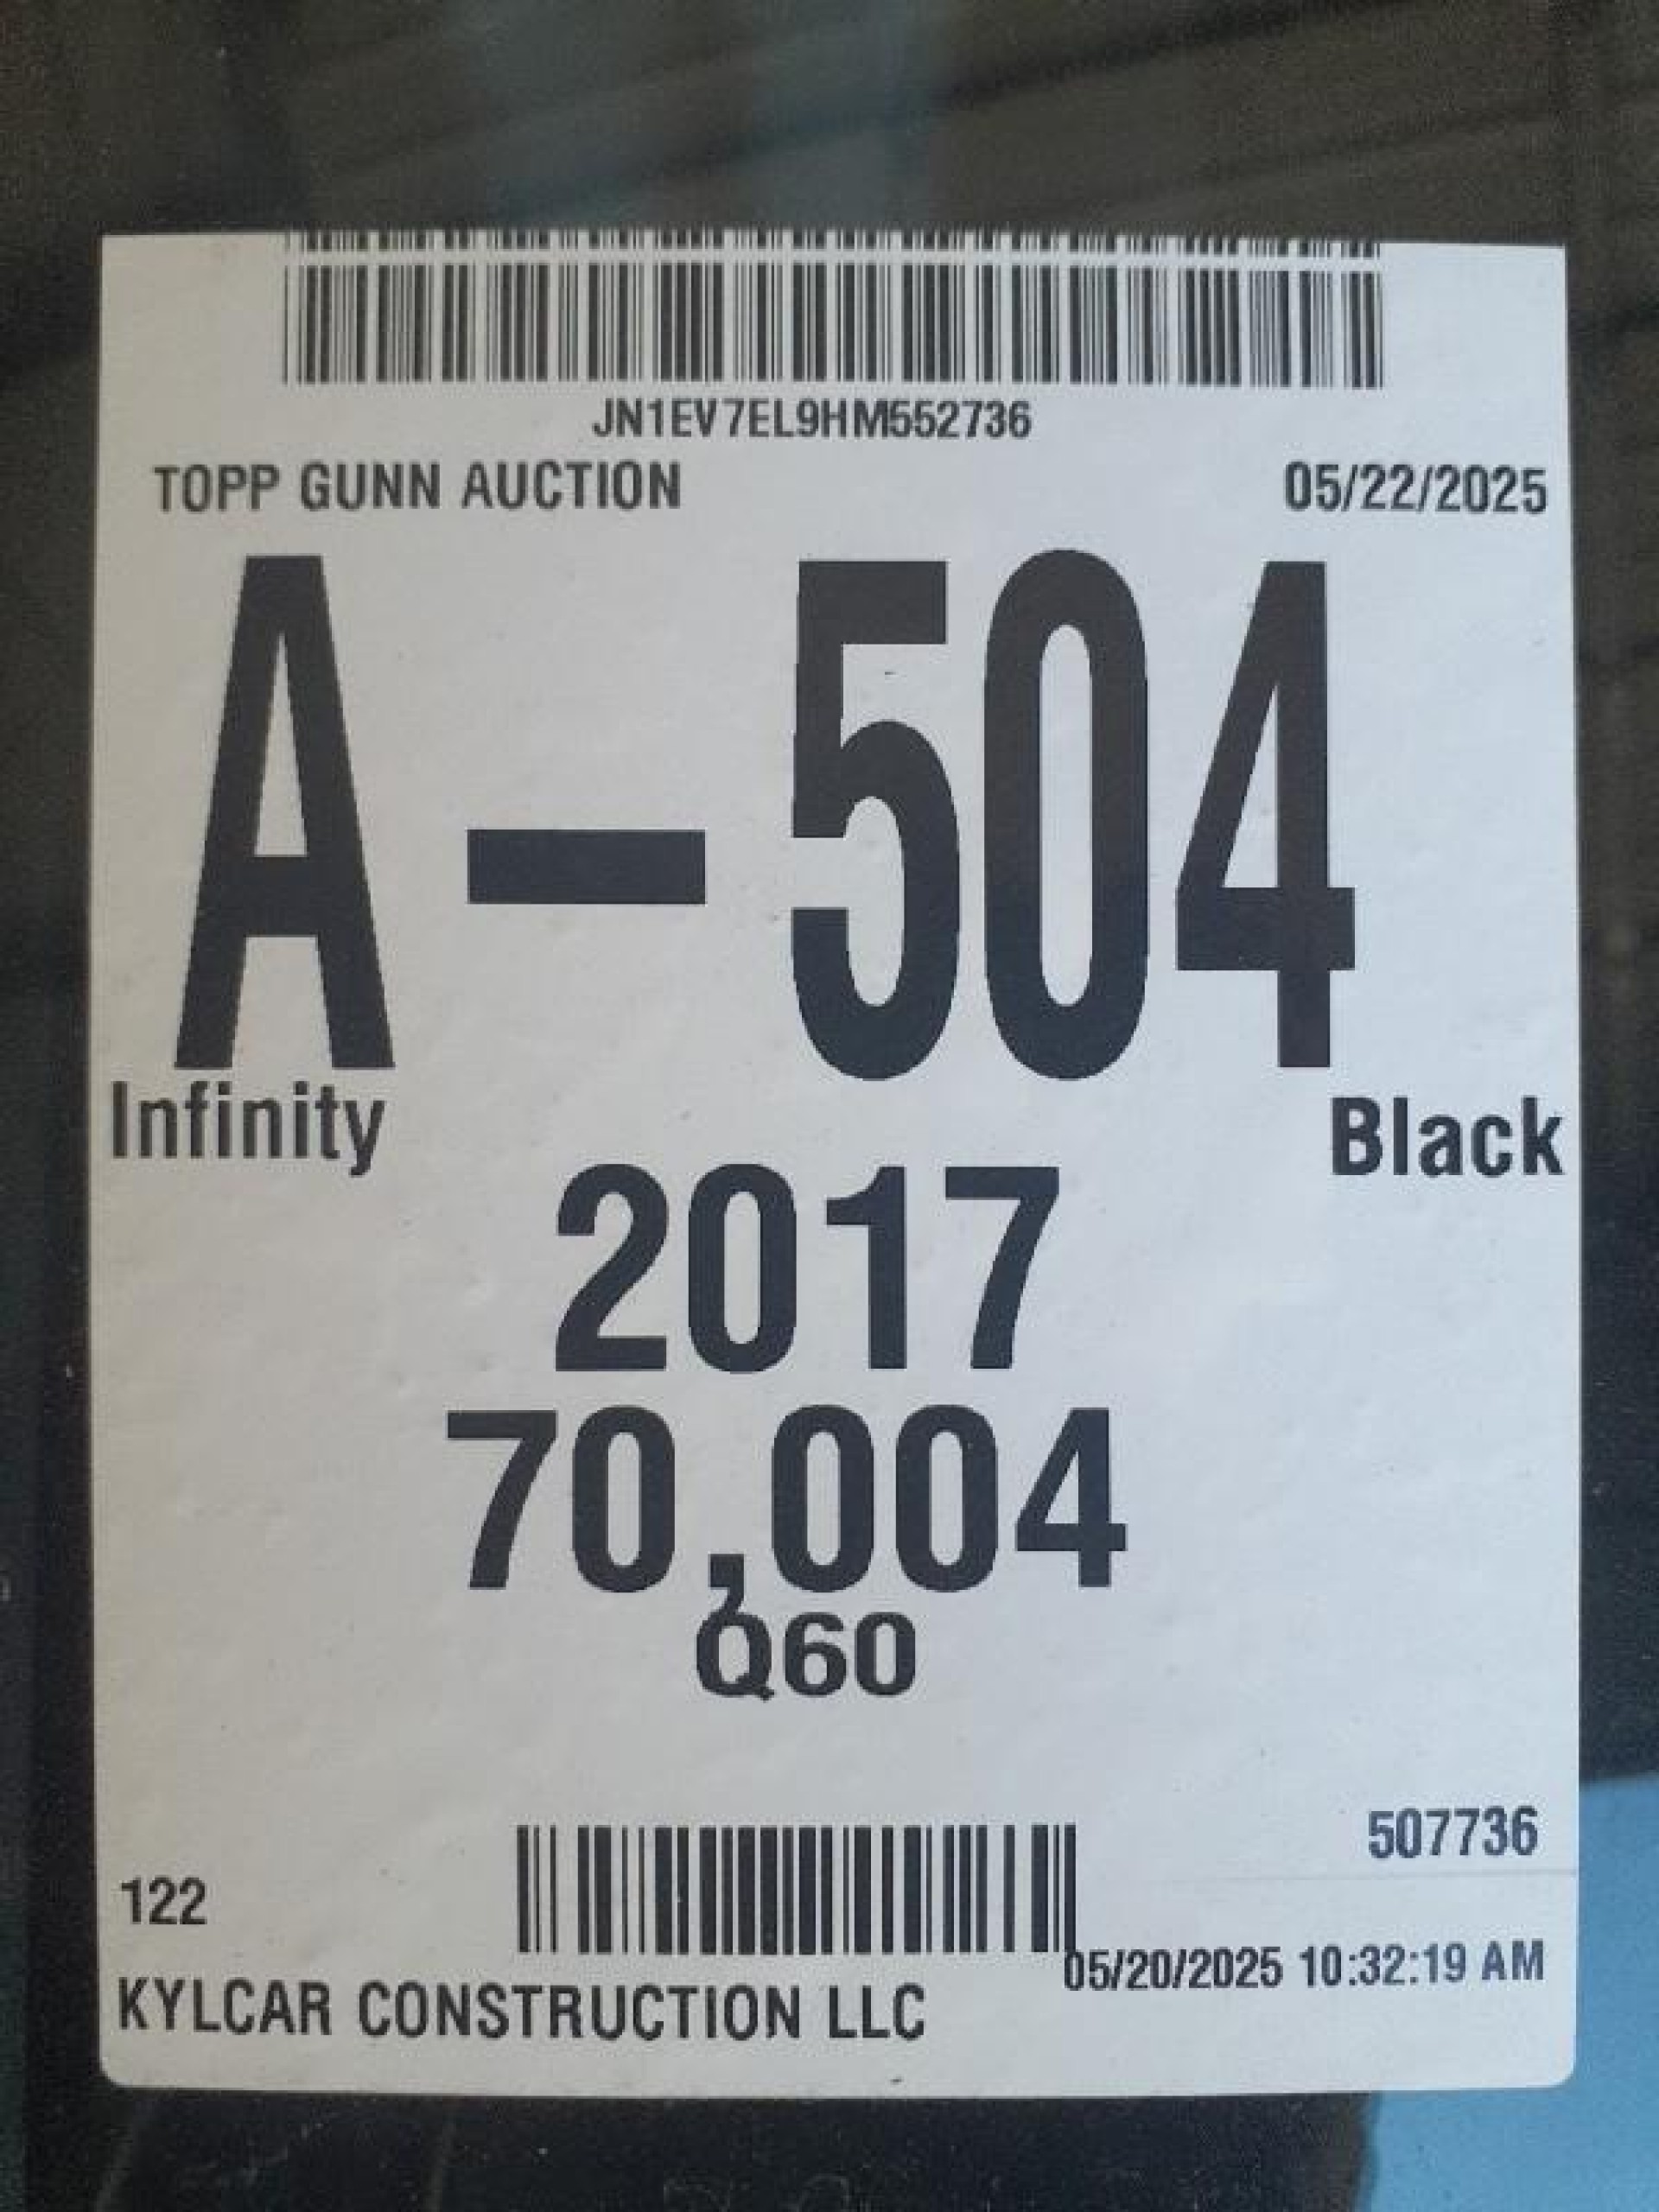 JN1EV7EL9HM552736
TOPP GUNN AUCTION 05/22/2025
A - 504
Infinity Black
2017
70,004
Q60
507736
122
05/20/2025 10:32:19 AM
KYLCAR CONSTRUCTION LLC